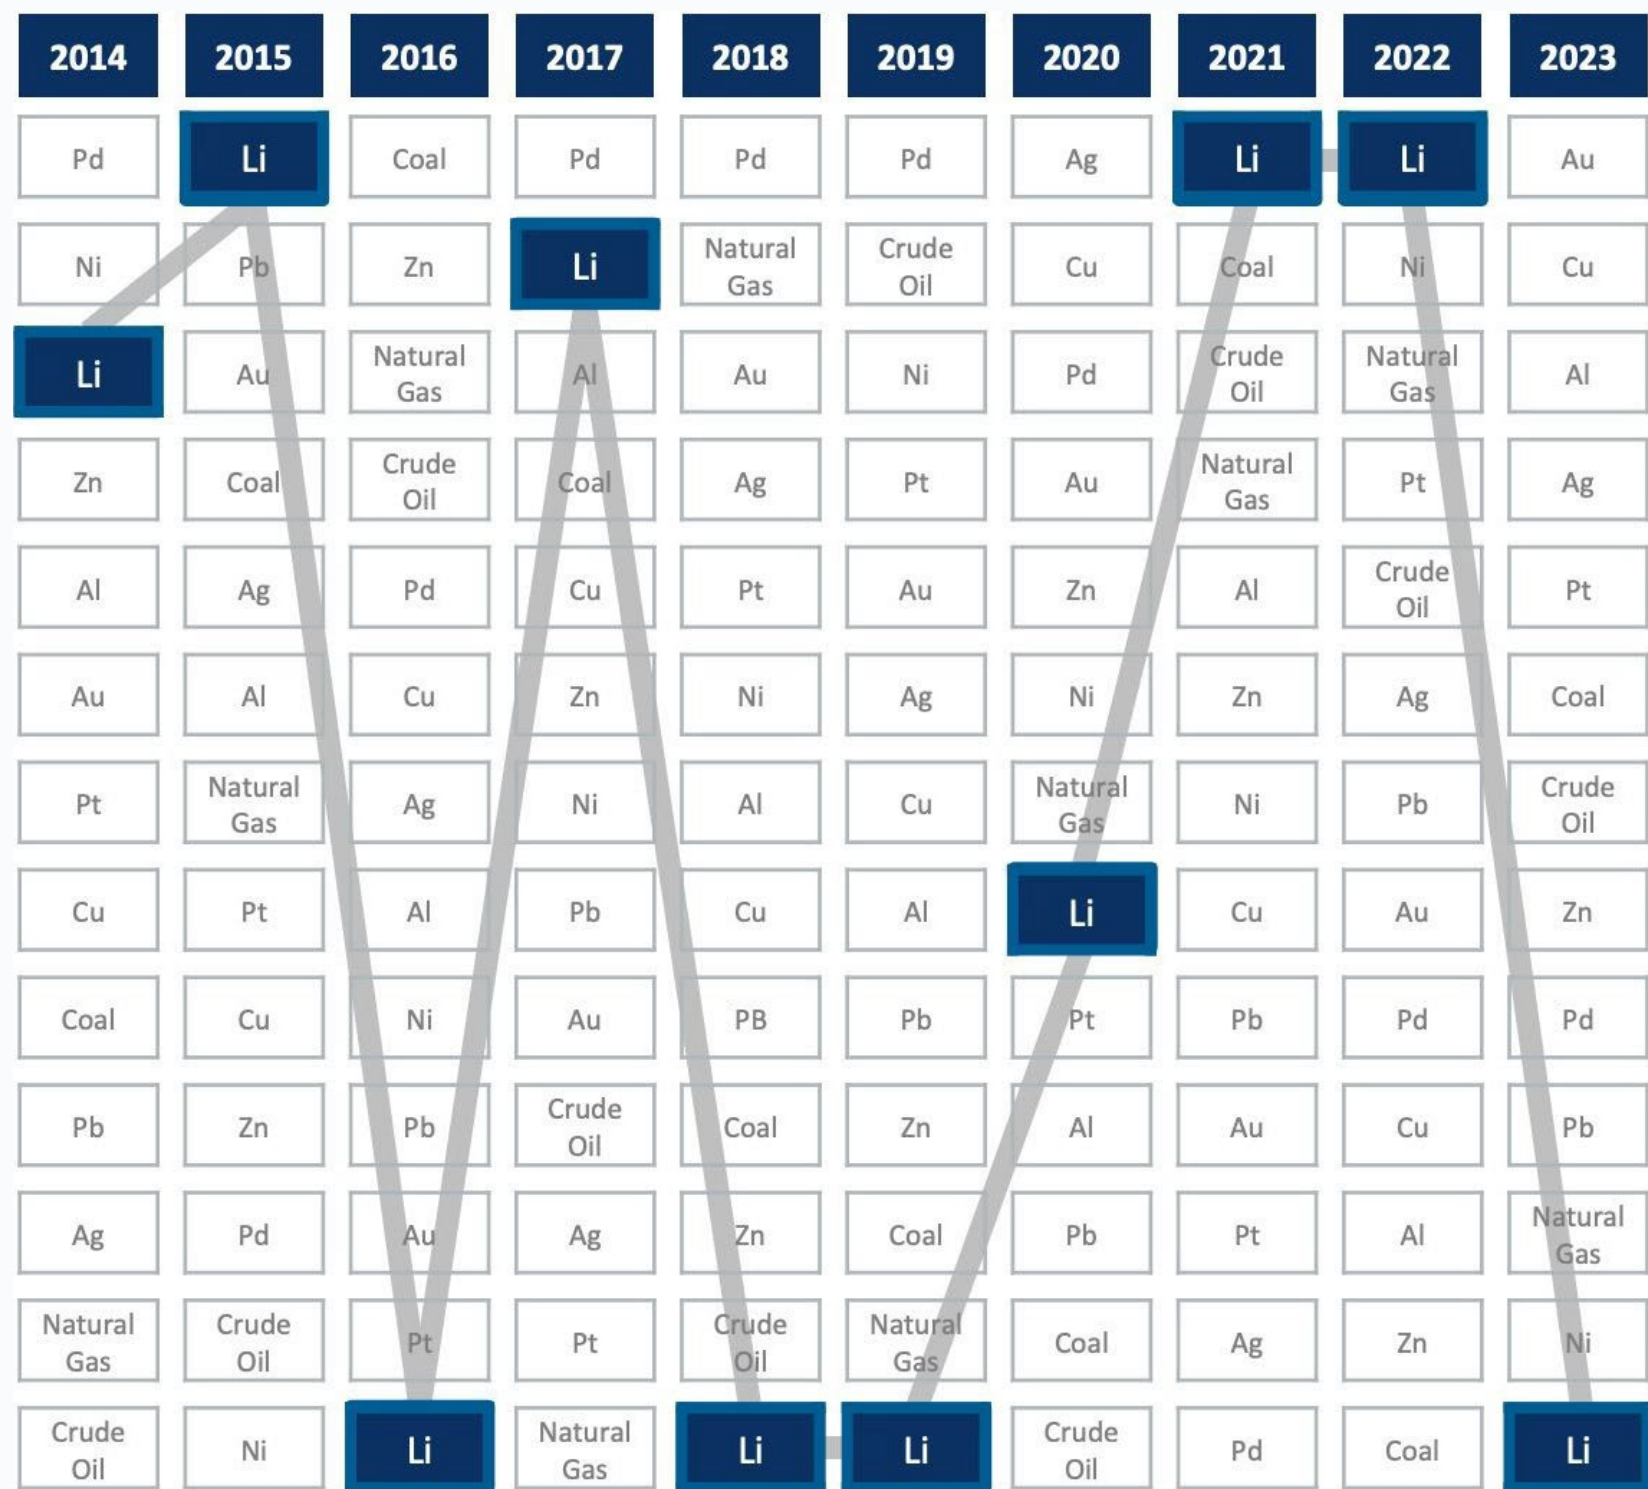 2014 2015 2016 2017 2018 2019 2020 2021 2022 2023
Pd Li Coal Pd Pd Pd Ag Li Li Au
Ni Pb Zn Li Natural Gas Crude Oil Cu Coal Ni Cu
Li Au Natural Gas Al Au Ni Pd Crude Oil Natural Gas Al
Zn Coal Crude Oil Coal Ag Pt Au Natural Gas Pt Ag
Al Ag Pd Cu Pt Au Zn Al Crude Oil Pt
Au Al Cu Zn Ni Ag Ni Zn Ag Coal
Pt Natural Gas Ag Ni Al Cu Natural Gas Ni Pb Crude Oil
Cu Pt Al Pb Cu Al Li Cu Au Zn
Coal Cu Ni Au PB Pb Pt Pb Pd Pd
Pb Zn Pb Crude Oil Coal Zn Al Au Cu Pb
Ag Pd Au Ag Zn Coal Pb Pt Al Natural Gas
Natural Gas Crude Oil Pt Pt Crude Oil Natural Gas Coal Ag Zn Ni
Crude Oil Ni Li Natural Gas Li Li Crude Oil Pd Coal Li